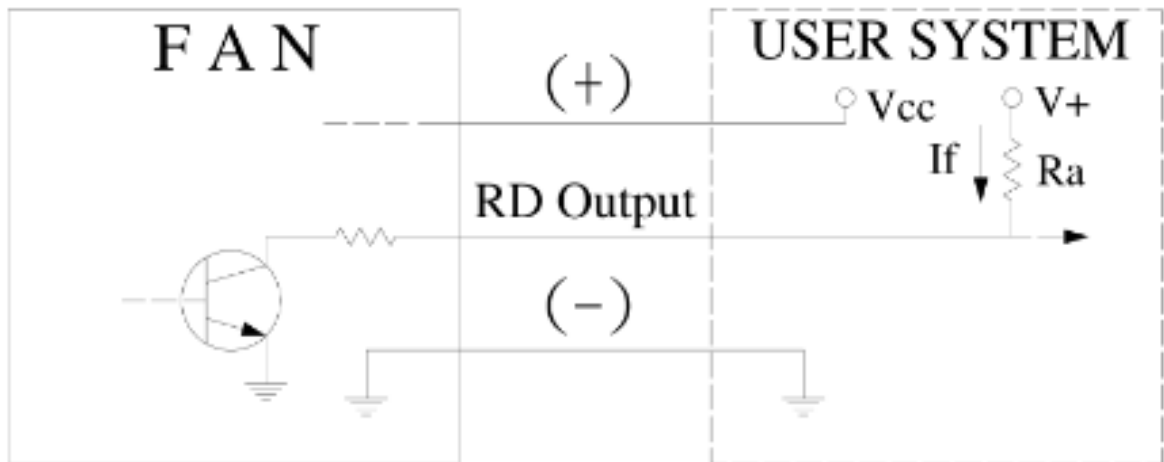 F A N
USER SYSTEM
(+)
Vcc
V+
If
Ra
RD Output
(-)